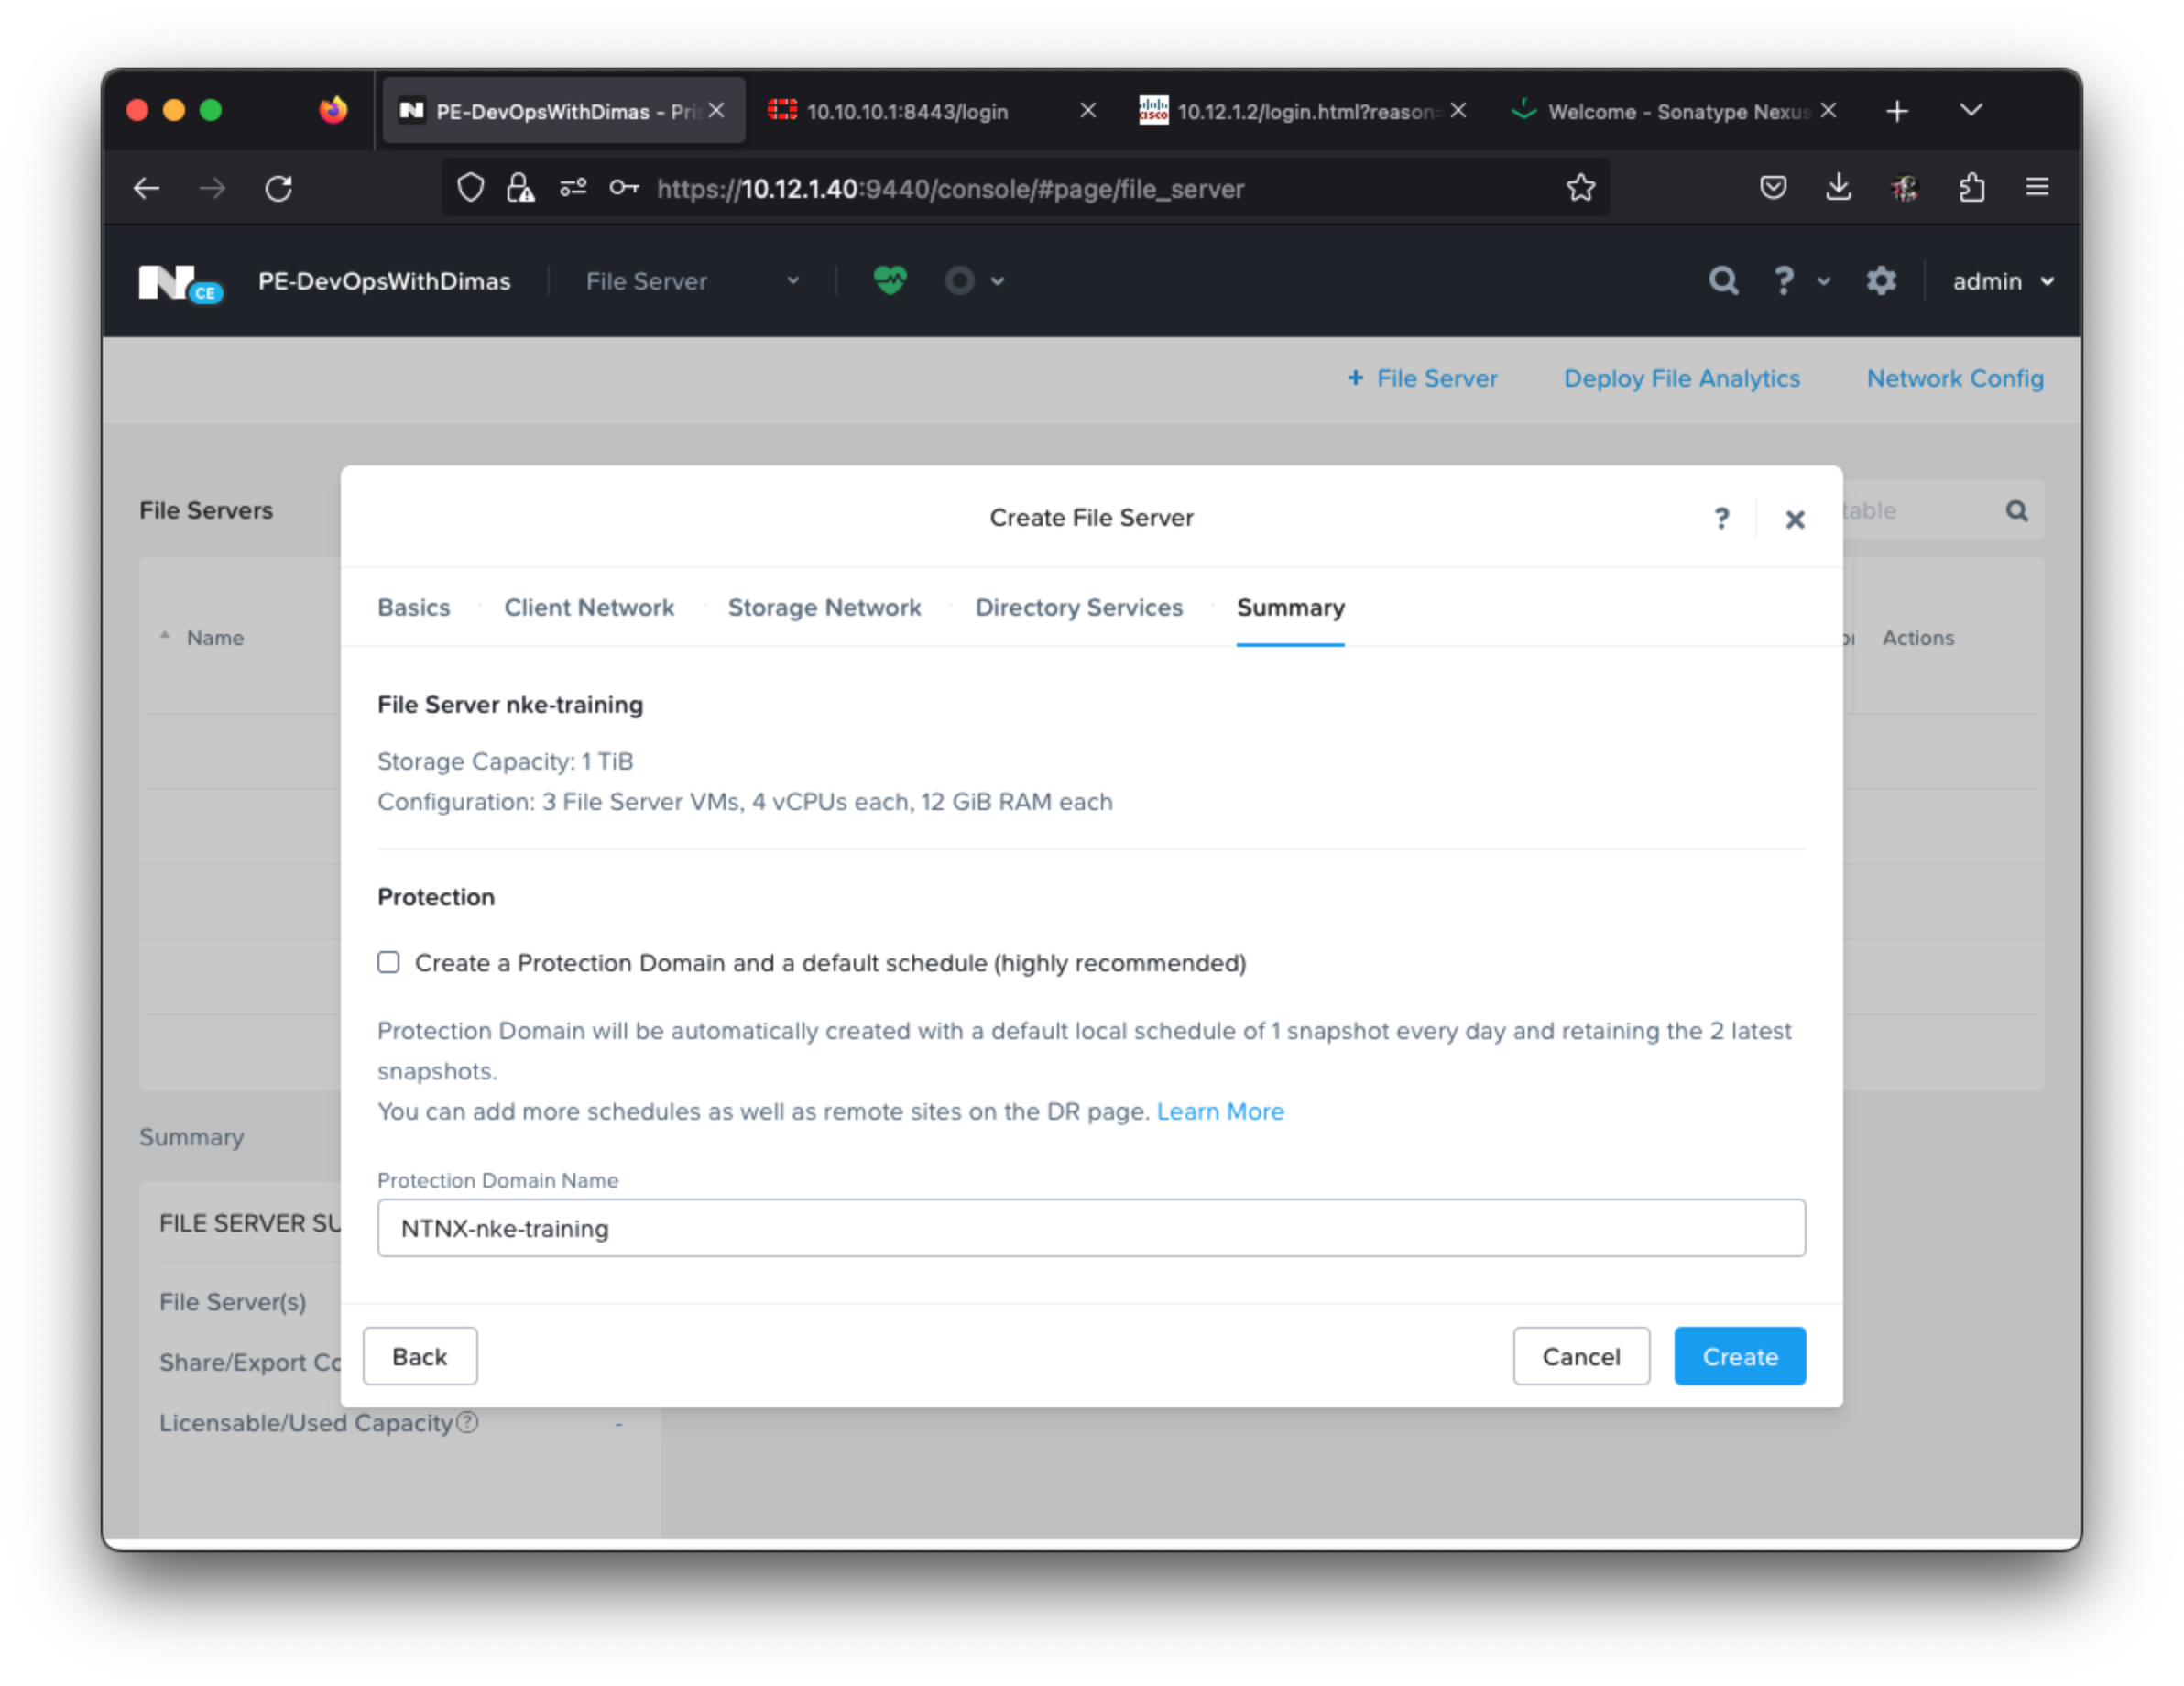 PE-DevOpsWithDimas - Pris
10.10.10.1:8443/login
10.12.1.2/login.html?reason=
Welcome - Sonatype Nexus
https://10.12.1.40:9440/console/#page/file_server
CE
PE-DevOpsWithDimas
File Server
?
admin
+ File Server
Deploy File Analytics
Network Config
File Servers
Create File Server
?
table
Basics
Client Network
Storage Network
Directory Services
Summary
Name
Actions
File Server nke-training
Storage Capacity: 1 TiB
Configuration: 3 File Server VMs, 4 vCPUs each, 12 GiB RAM each
Protection
Create a Protection Domain and a default schedule (highly recommended)
Protection Domain will be automatically created with a default local schedule of 1 snapshot every day and retaining the 2 latest
snapshots.
You can add more schedules as well as remote sites on the DR page. Learn More
Summary
Protection Domain Name
FILE SERVER SU
NTNX-nke-training
File Server(s)
Share/Export Co
Back
Cancel
Create
Licensable/Used Capacity ?
-